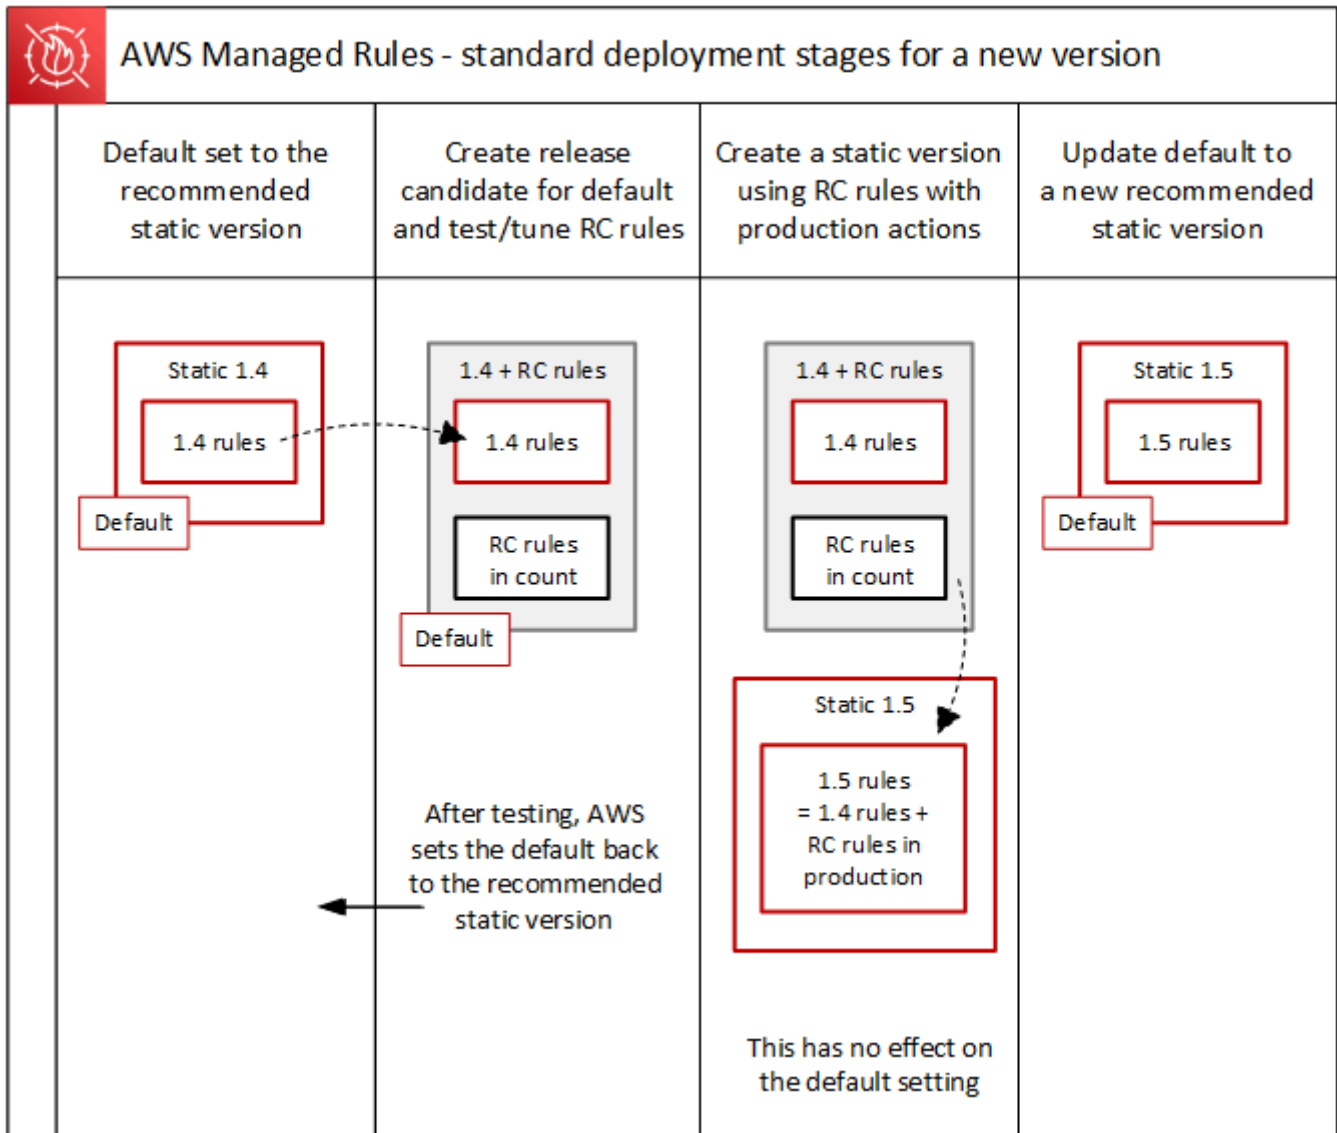 AWS Managed Rules - standard deployment stages for a new version
Default set to the
recommended
static version
Create release
candidate for default
and test/tune RC rules
Create a static version
using RC rules with
production actions
Update default to
a new recommended
static version
Static 1.4
1.4 rules
Default
1.4 + RC rules
1.4 rules
RC rules
in count
Default
After testing, AWS
sets the default back
to the recommended
static version
1.4 + RC rules
1.4 rules
RC rules
in count
Static 1.5
1.5 rules
= 1.4 rules +
RC rules in
production
This has no effect on
the default setting
Static 1.5
1.5 rules
Default